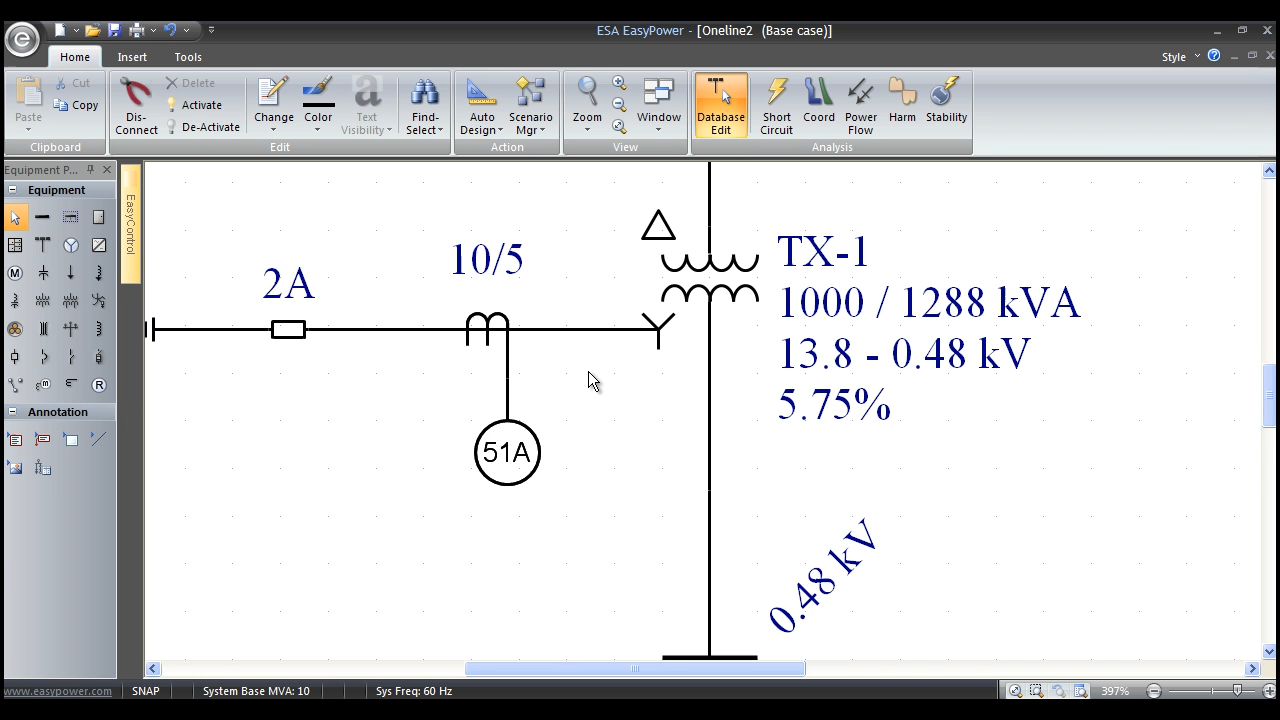 ESA EasyPower - [Oneline2 (Base case)]
Home Insert Tools Style
Paste Cut Copy
Clipboard
Dis-Connect Delete Activate De-Activate Change Color Text Visibility Find-Select
Edit
Auto Design Scenario Mgr
Action
Zoom Window
View
Database Edit Short Circuit Coord Power Flow Harm Stability
Analysis
Equipment P...
Equipment
EasyControl
Annotation
2A
10/5
51A
TX-1
1000 / 1288 kVA
13.8 - 0.48 kV
5.75%
0.48 kV
www.easypower.com SNAP System Base MVA: 10 Sys Freq: 60 Hz 397%